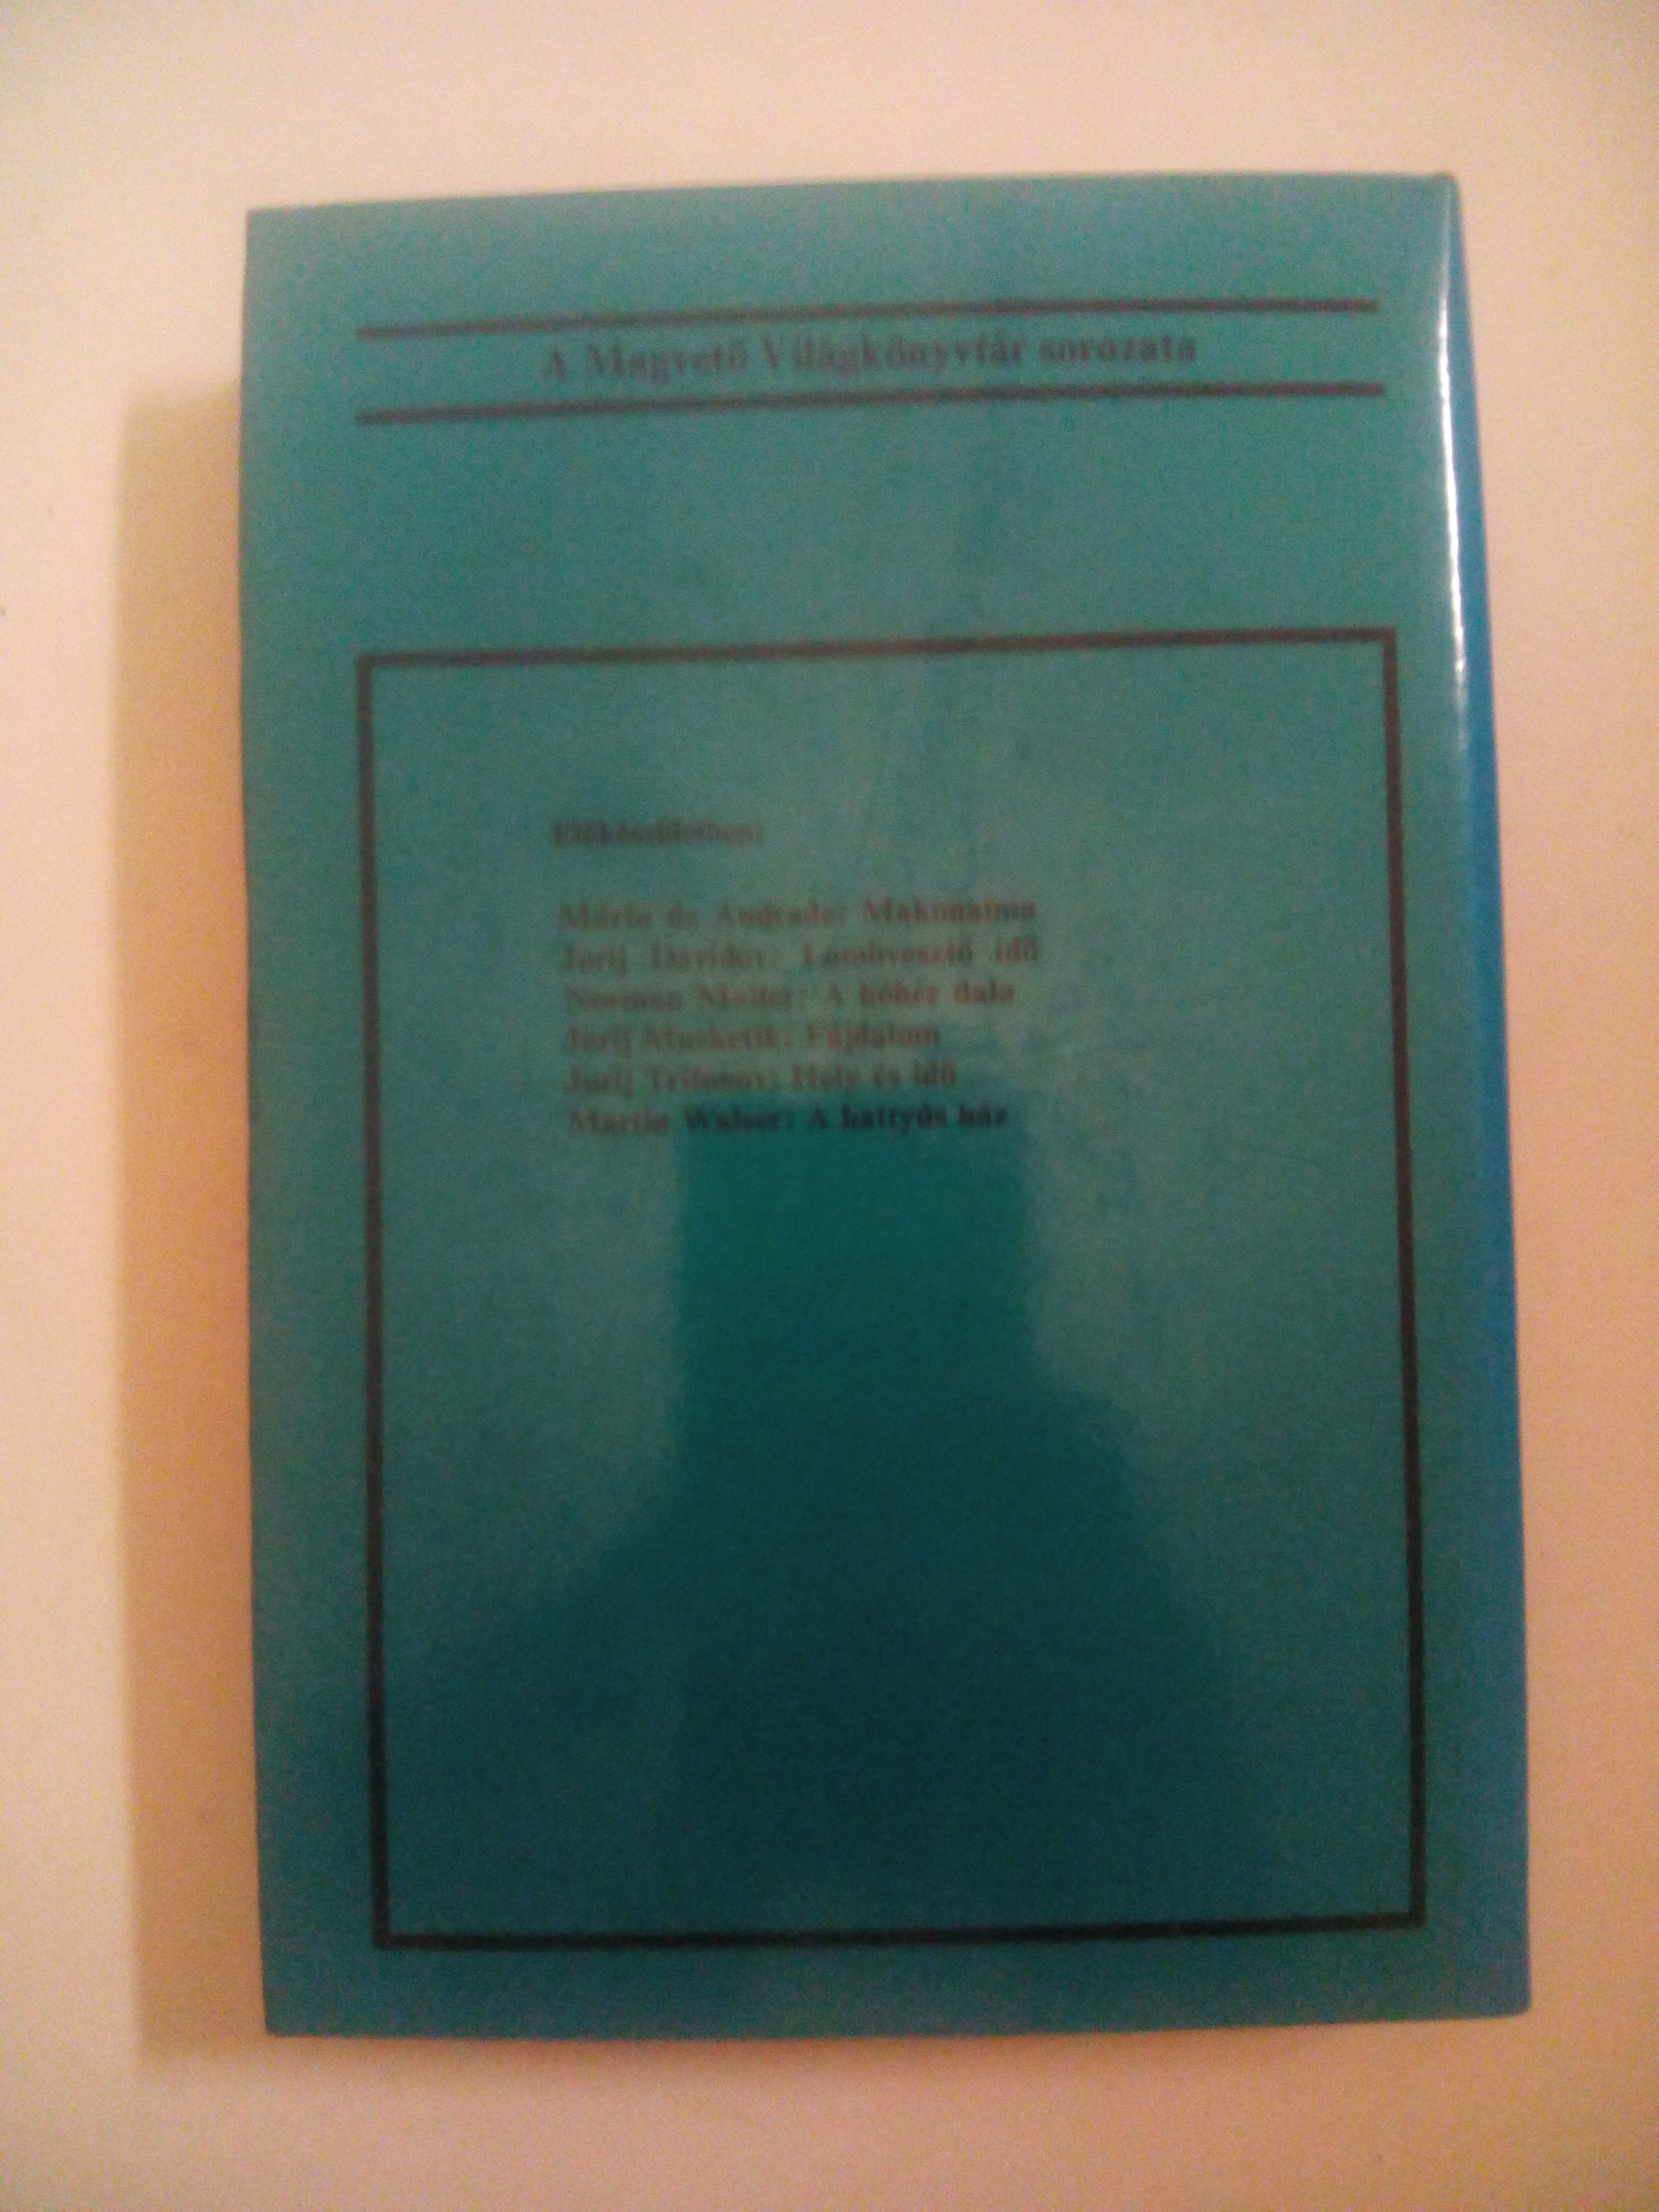 A Magvető Világkönyvtár sorozata
Előkészületben:
Mário de Andrade: Makunaíma
Jurij Davidov: Lombvesztő idő
Norman Mailer: A hóhér dala
Jurij Musketik: Fájdalom
Jurij Trifonov: Hely és idő
Martin Walser: A hattyús ház